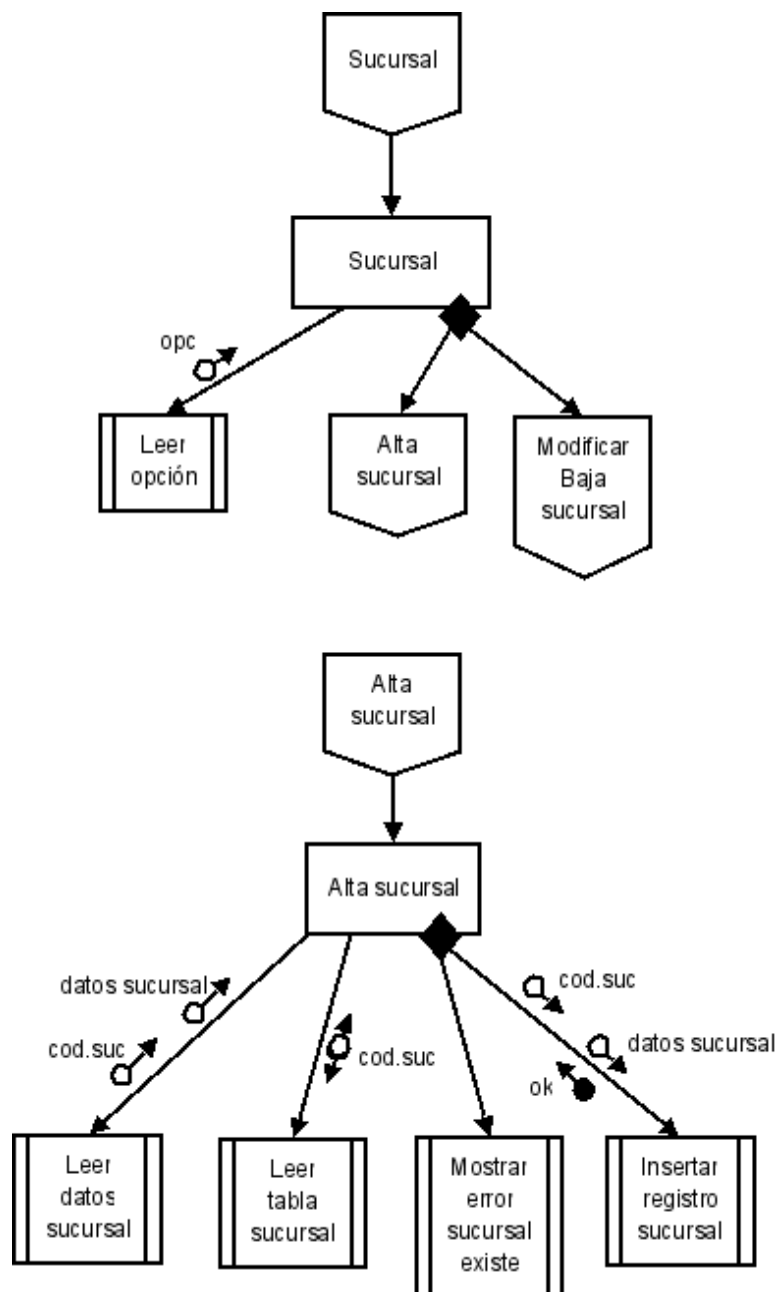 Sucursal
Sucursal
opc
Leer
opción
Alta
sucursal
Modificar
Baja
sucursal
Alta
sucursal
Alta sucursal
datos sucursal
cod.suc
cod.suc
cod.suc
datos sucursal
ok
Leer
datos
sucursal
Leer
tabla
sucursal
Mostrar
error
sucursal
existe
Insertar
registro
sucursal